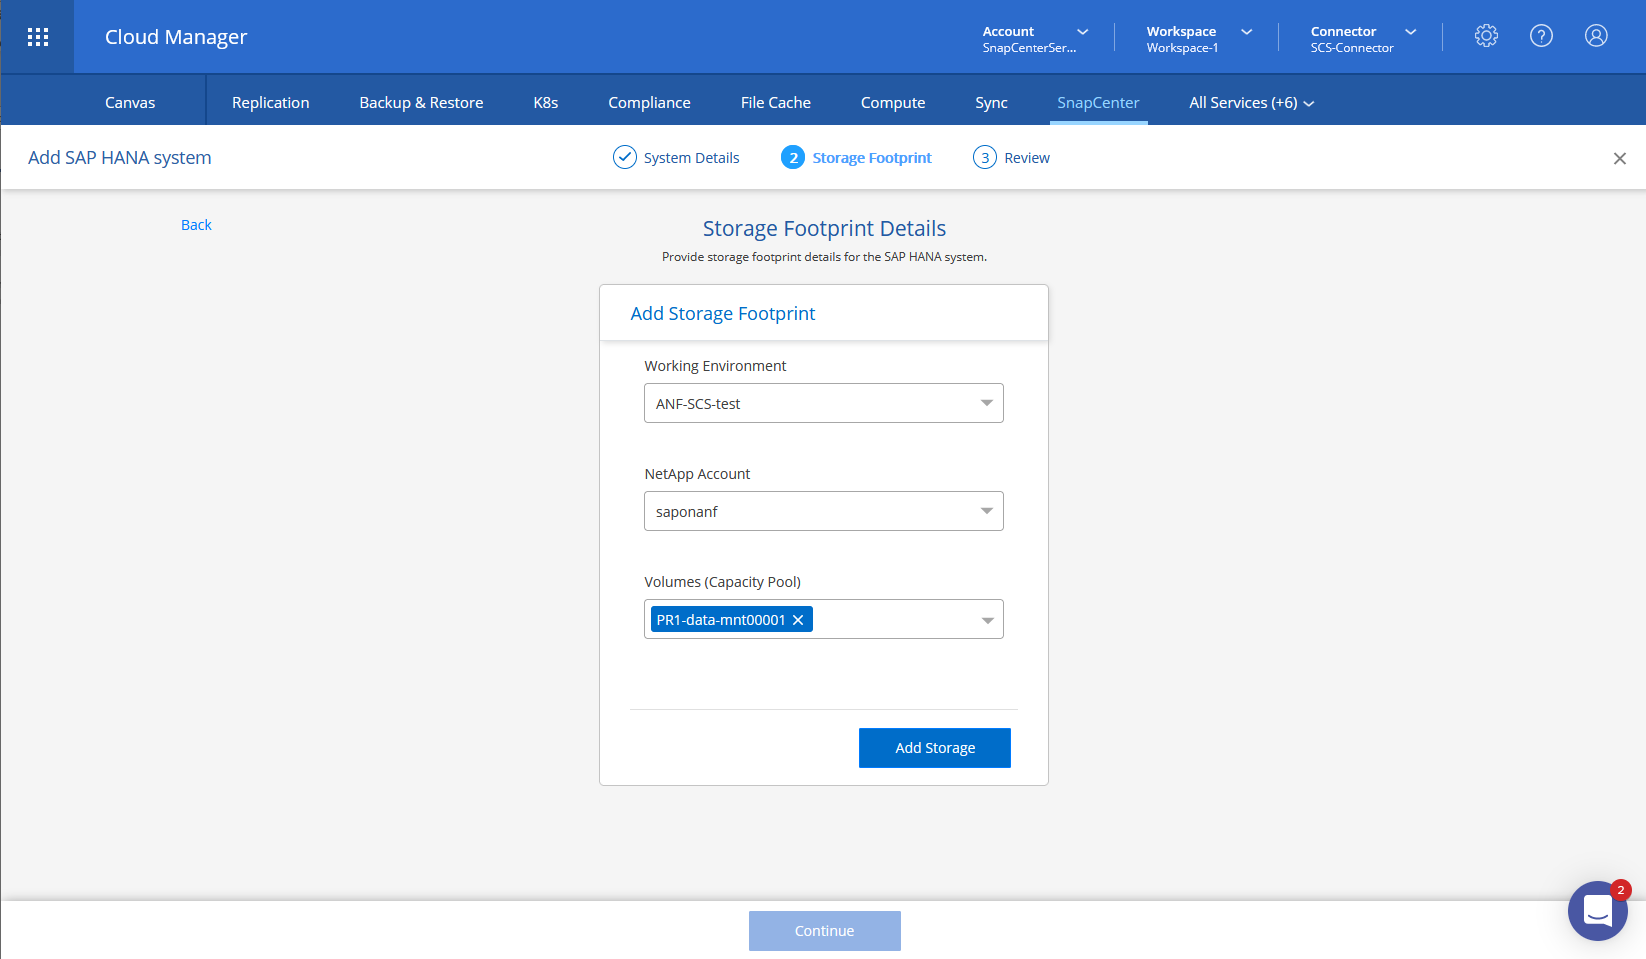 Cloud Manager
Account
SnapCenterSer...
Workspace
Workspace-1
Connector
SCS-Connector
?
Canvas
Replication
Backup & Restore
K8s
Compliance
File Cache
Compute
Sync
SnapCenter
All Services (+6)
Add SAP HANA system
System Details
2 Storage Footprint
3 Review
Back
Storage Footprint Details
Provide storage footprint details for the SAP HANA system.
Add Storage Footprint
Working Environment
ANF-SCS-test
NetApp Account
saponanf
Volumes (Capacity Pool)
PR1-data-mnt00001
Add Storage
2
Continue